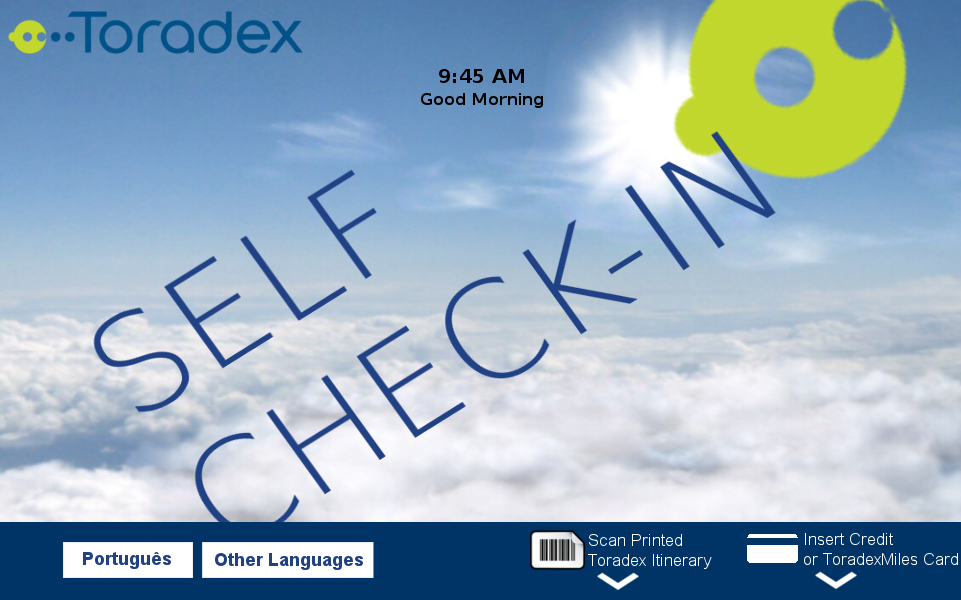 Toradex
9:45 AM
Good Morning
SELF
CHECK-IN
Português
Other Languages
Scan Printed
Toradex Itinerary
Insert Credit
or ToradexMiles Card